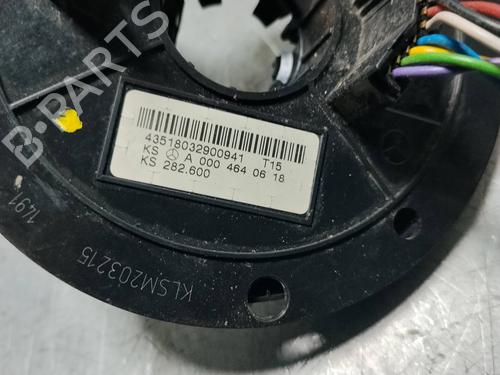 B-PARTS
43518032900941 T15
KS A 000 464 06 18
KS 282.600
1491
KLSM203215